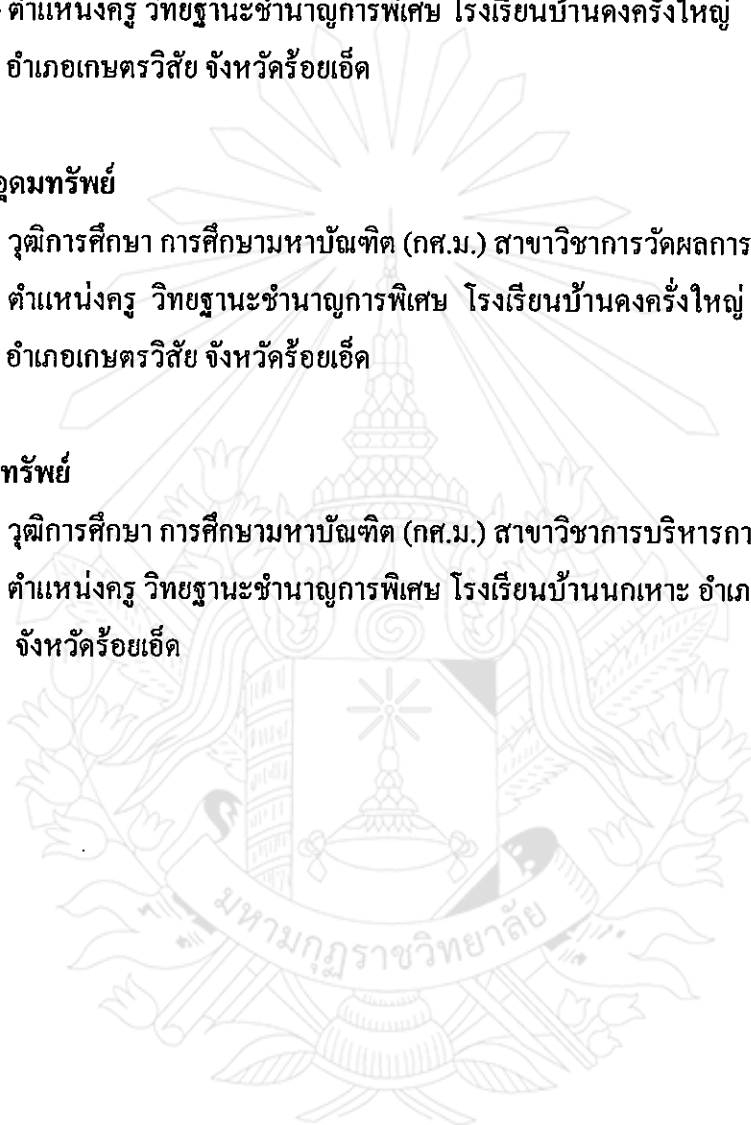 ตำแหน่งครู วิทยฐานะชำนาญการพิเศษ โรงเรียนบ้านดงครั่งใหญ่
อำเภอเกษตรวิสัย จังหวัดร้อยเอ็ด
อุดมทรัพย์
วุฒิการศึกษา การศึกษามหาบัณฑิต (กศ.ม.) สาขาวิชาการวัดผลการ
ตำแหน่งครู วิทยฐานะชำนาญการพิเศษ โรงเรียนบ้านดงครั่งใหญ่
อำเภอเกษตรวิสัย จังหวัดร้อยเอ็ด
ทรัพย์
วุฒิการศึกษา การศึกษามหาบัณฑิต (กศ.ม.) สาขาวิชาการบริหารกา
ตำแหน่งครู วิทยฐานะชำนาญการพิเศษ โรงเรียนบ้านนกเหาะ อำเภ
จังหวัดร้อยเอ็ด
มหามกุฏราชวิทยาลัย